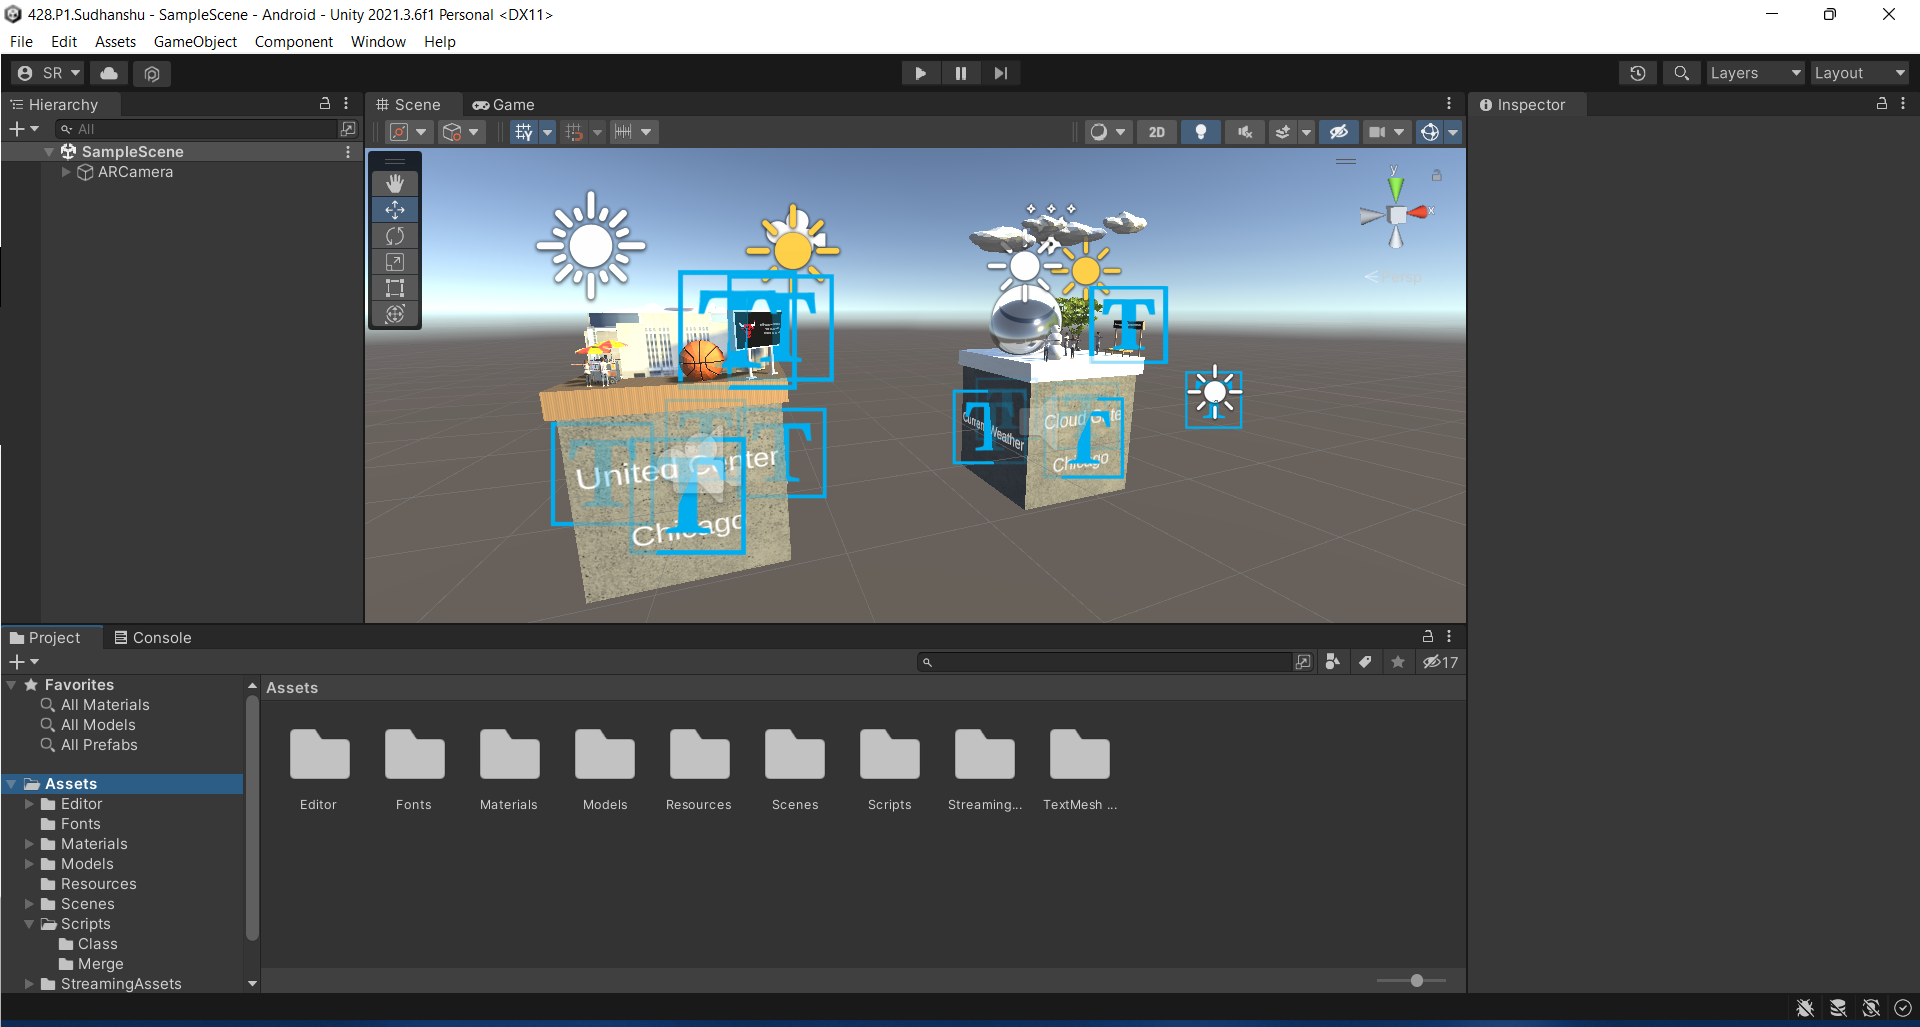 428.P1.Sudhanshu - SampleScene - Android - Unity 2021.3.6f1 Personal <DX11>
File Edit Assets GameObject Component Window Help
SR
Layers Layout
Hierarchy
Scene Game
Inspector
All
2D
SampleScene
ARCamera
y
x
Persp
United Center
Chicago
Current Weather
Cloud Gate
Chicago
Project Console
17
Favorites
All Materials
All Models
All Prefabs
Assets
Editor
Fonts
Materials
Models
Resources
Scenes
Scripts
Class
Merge
StreamingAssets
Assets
Editor Fonts Materials Models Resources Scenes Scripts Streaming... TextMesh ...